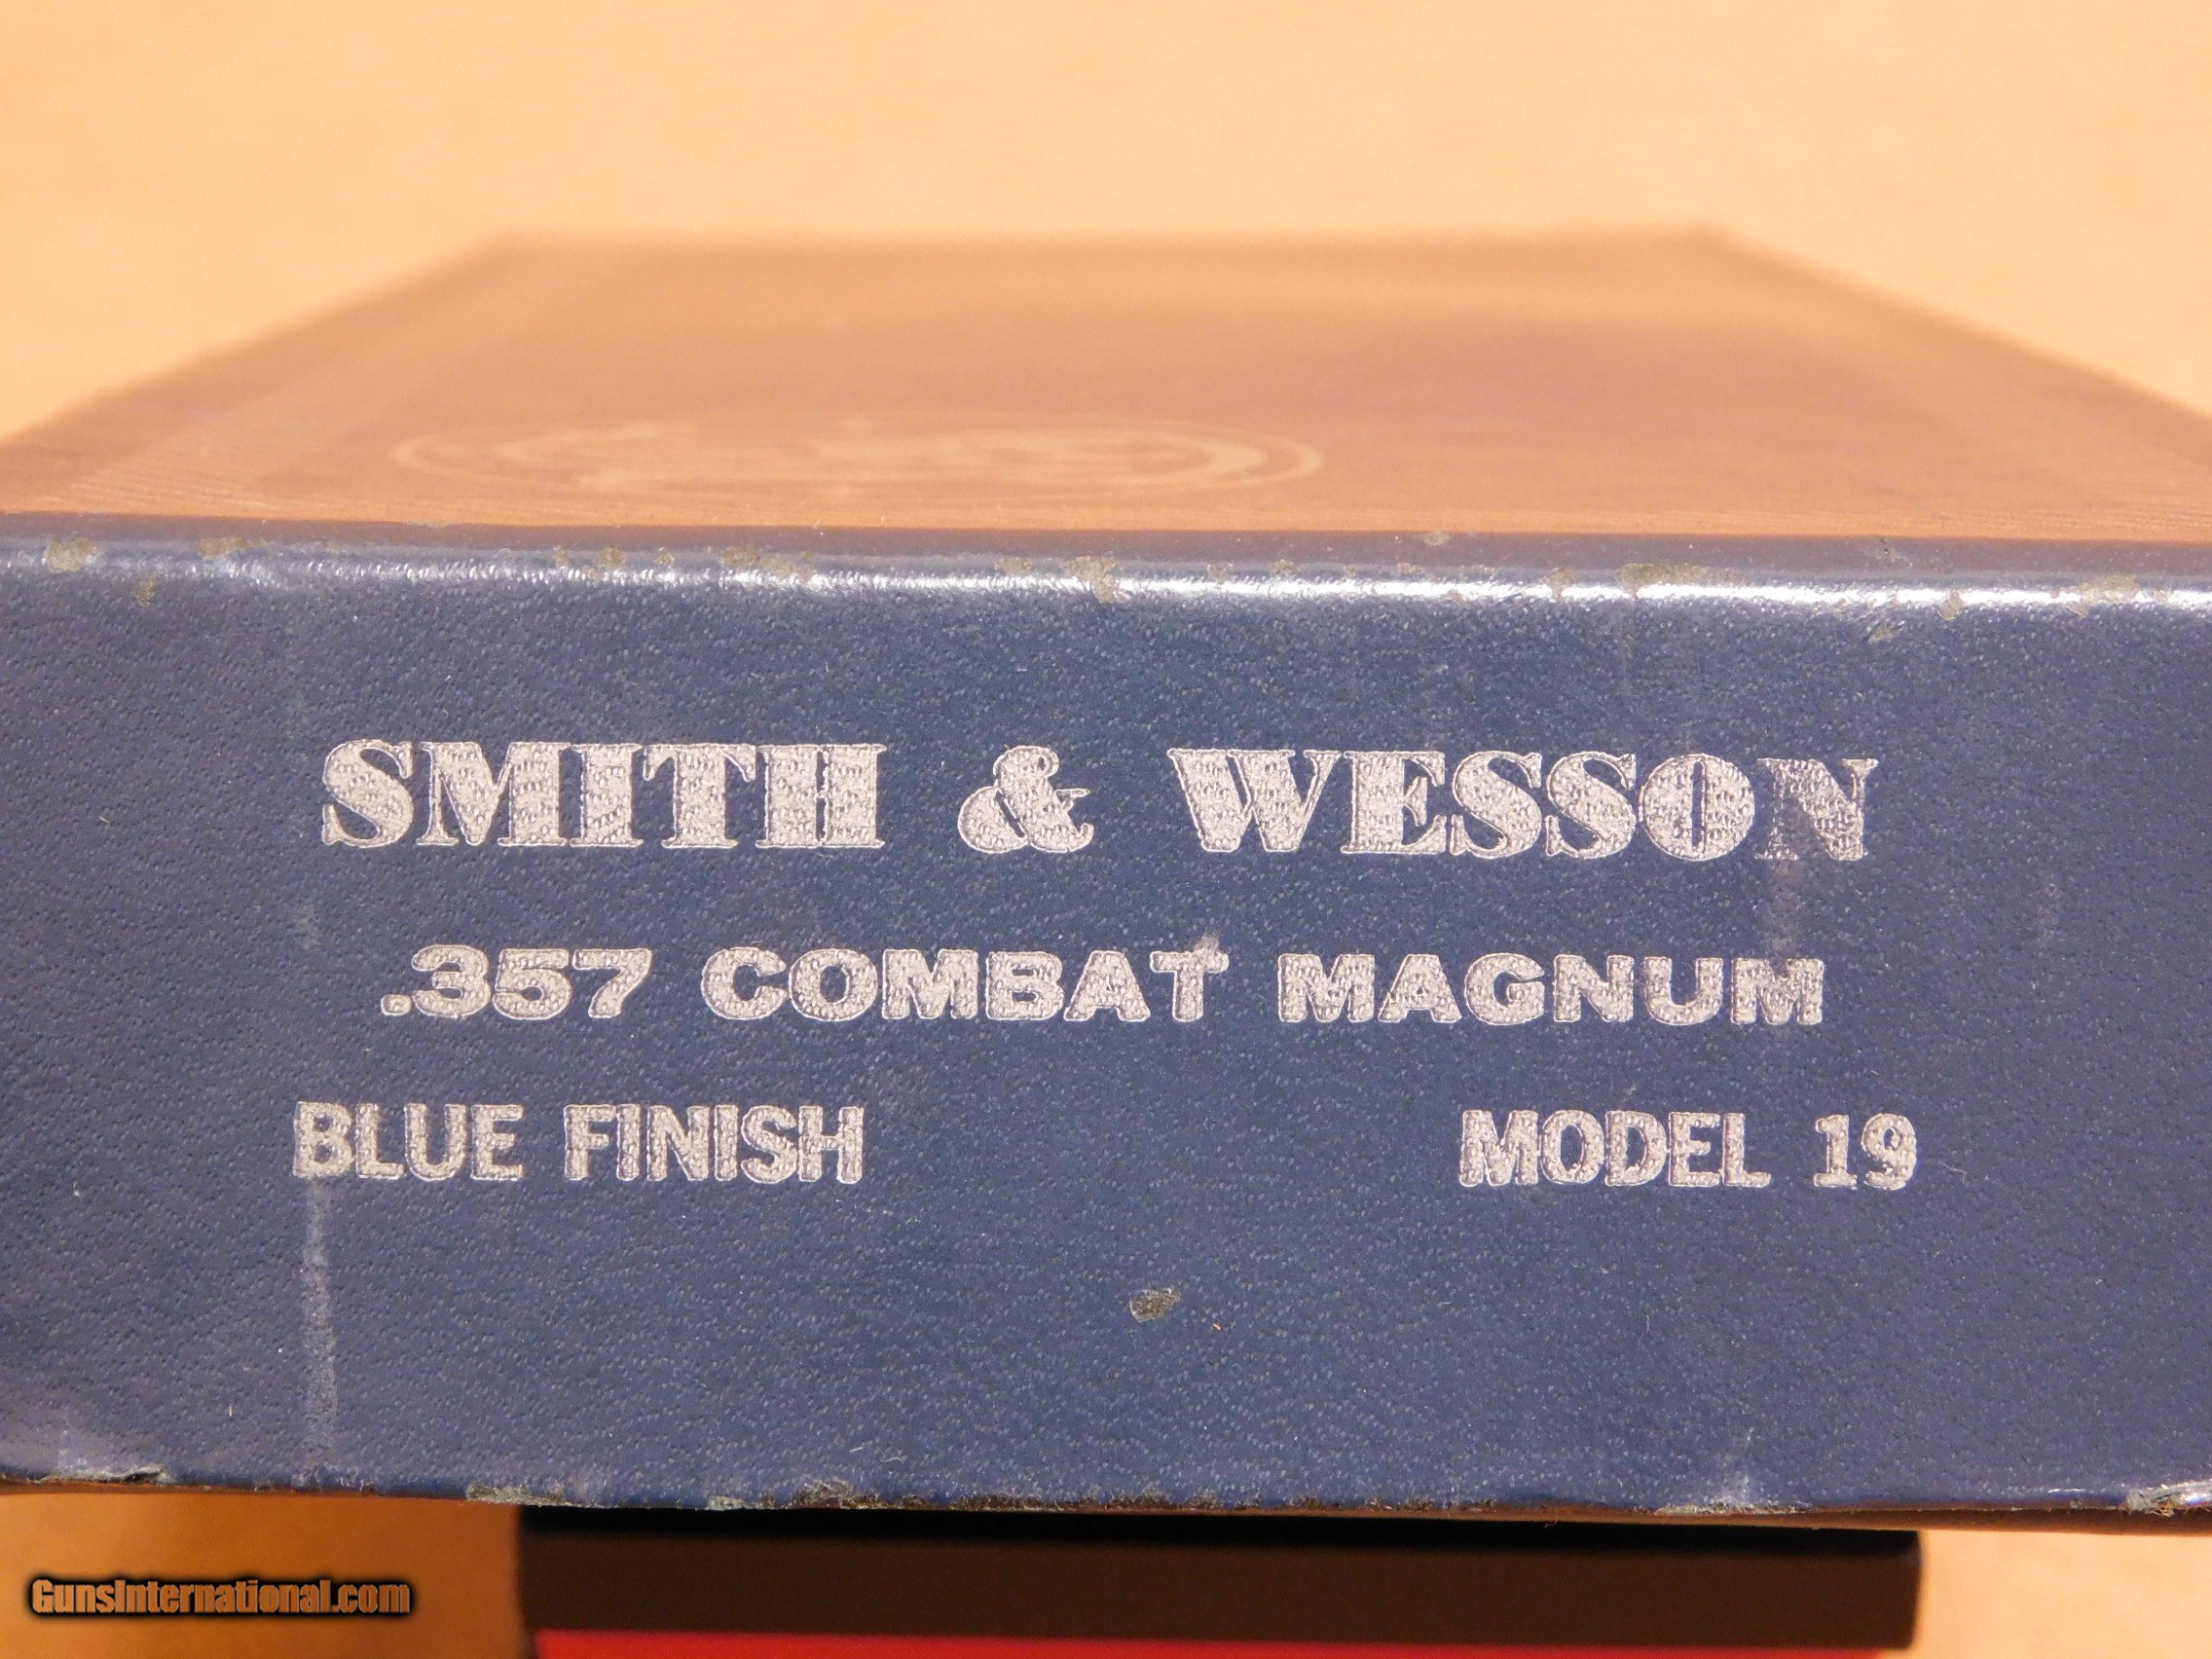 SMITH & WESSON
.357 COMBAT MAGNUM
BLUE FINISH MODEL 19
GunsInternational.com